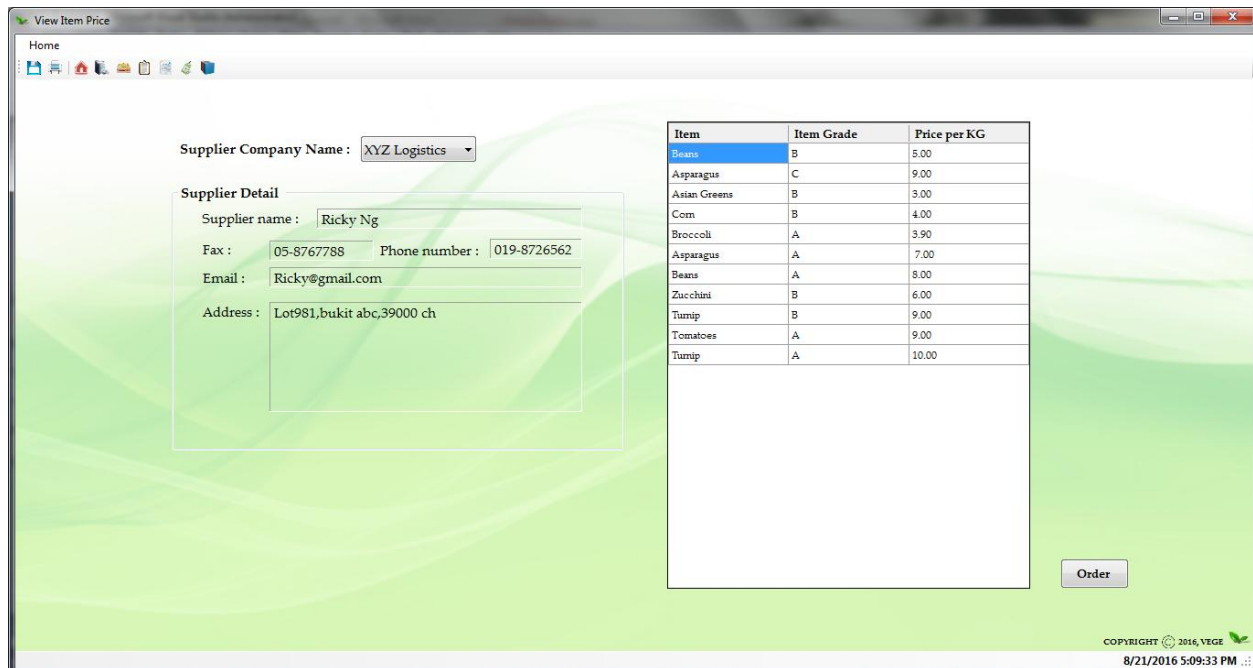 View Item Price
Home
Supplier Company Name : XYZ Logistics
Supplier Detail
Supplier name : Ricky Ng
Fax : 05-8767788 Phone number : 019-8726562
Email : Ricky@gmail.com
Address : Lot981,bukit abc,39000 ch
Item Item Grade Price per KG
Beans B 5.00
Asparagus C 9.00
Asian Greens B 3.00
Corn B 4.00
Broccoli A 3.90
Asparagus A 7.00
Beans A 8.00
Zucchini B 6.00
Turnip B 9.00
Tomatoes A 9.00
Turnip A 10.00
Order
COPYRIGHT © 2016, VEGE
8/21/2016 5:09:33 PM